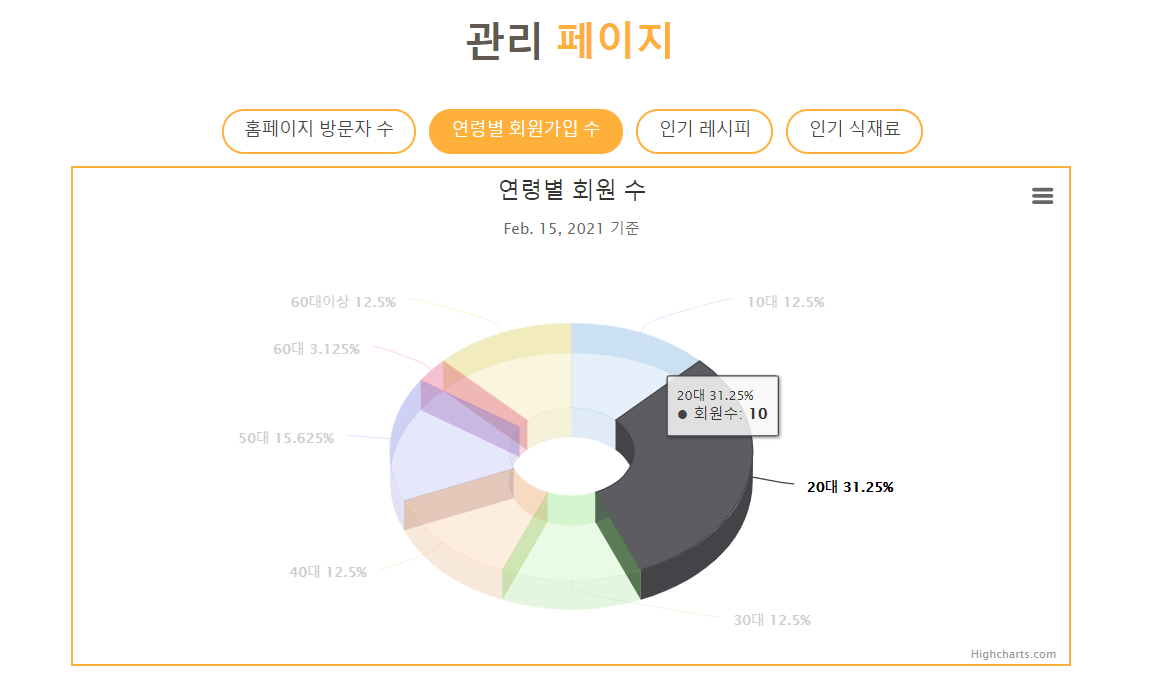 관리 페이지
홈페이지 방문자 수
연령별 회원가입 수
인기 레시피
인기 식재료
연령별 회원 수
Feb. 15, 2021 기준
60대이상 12.5%
10대 12.5%
60대 3.125%
20대 31.25%
● 회원수: 10
50대 15.625%
20대 31.25%
40대 12.5%
30대 12.5%
Highcharts.com